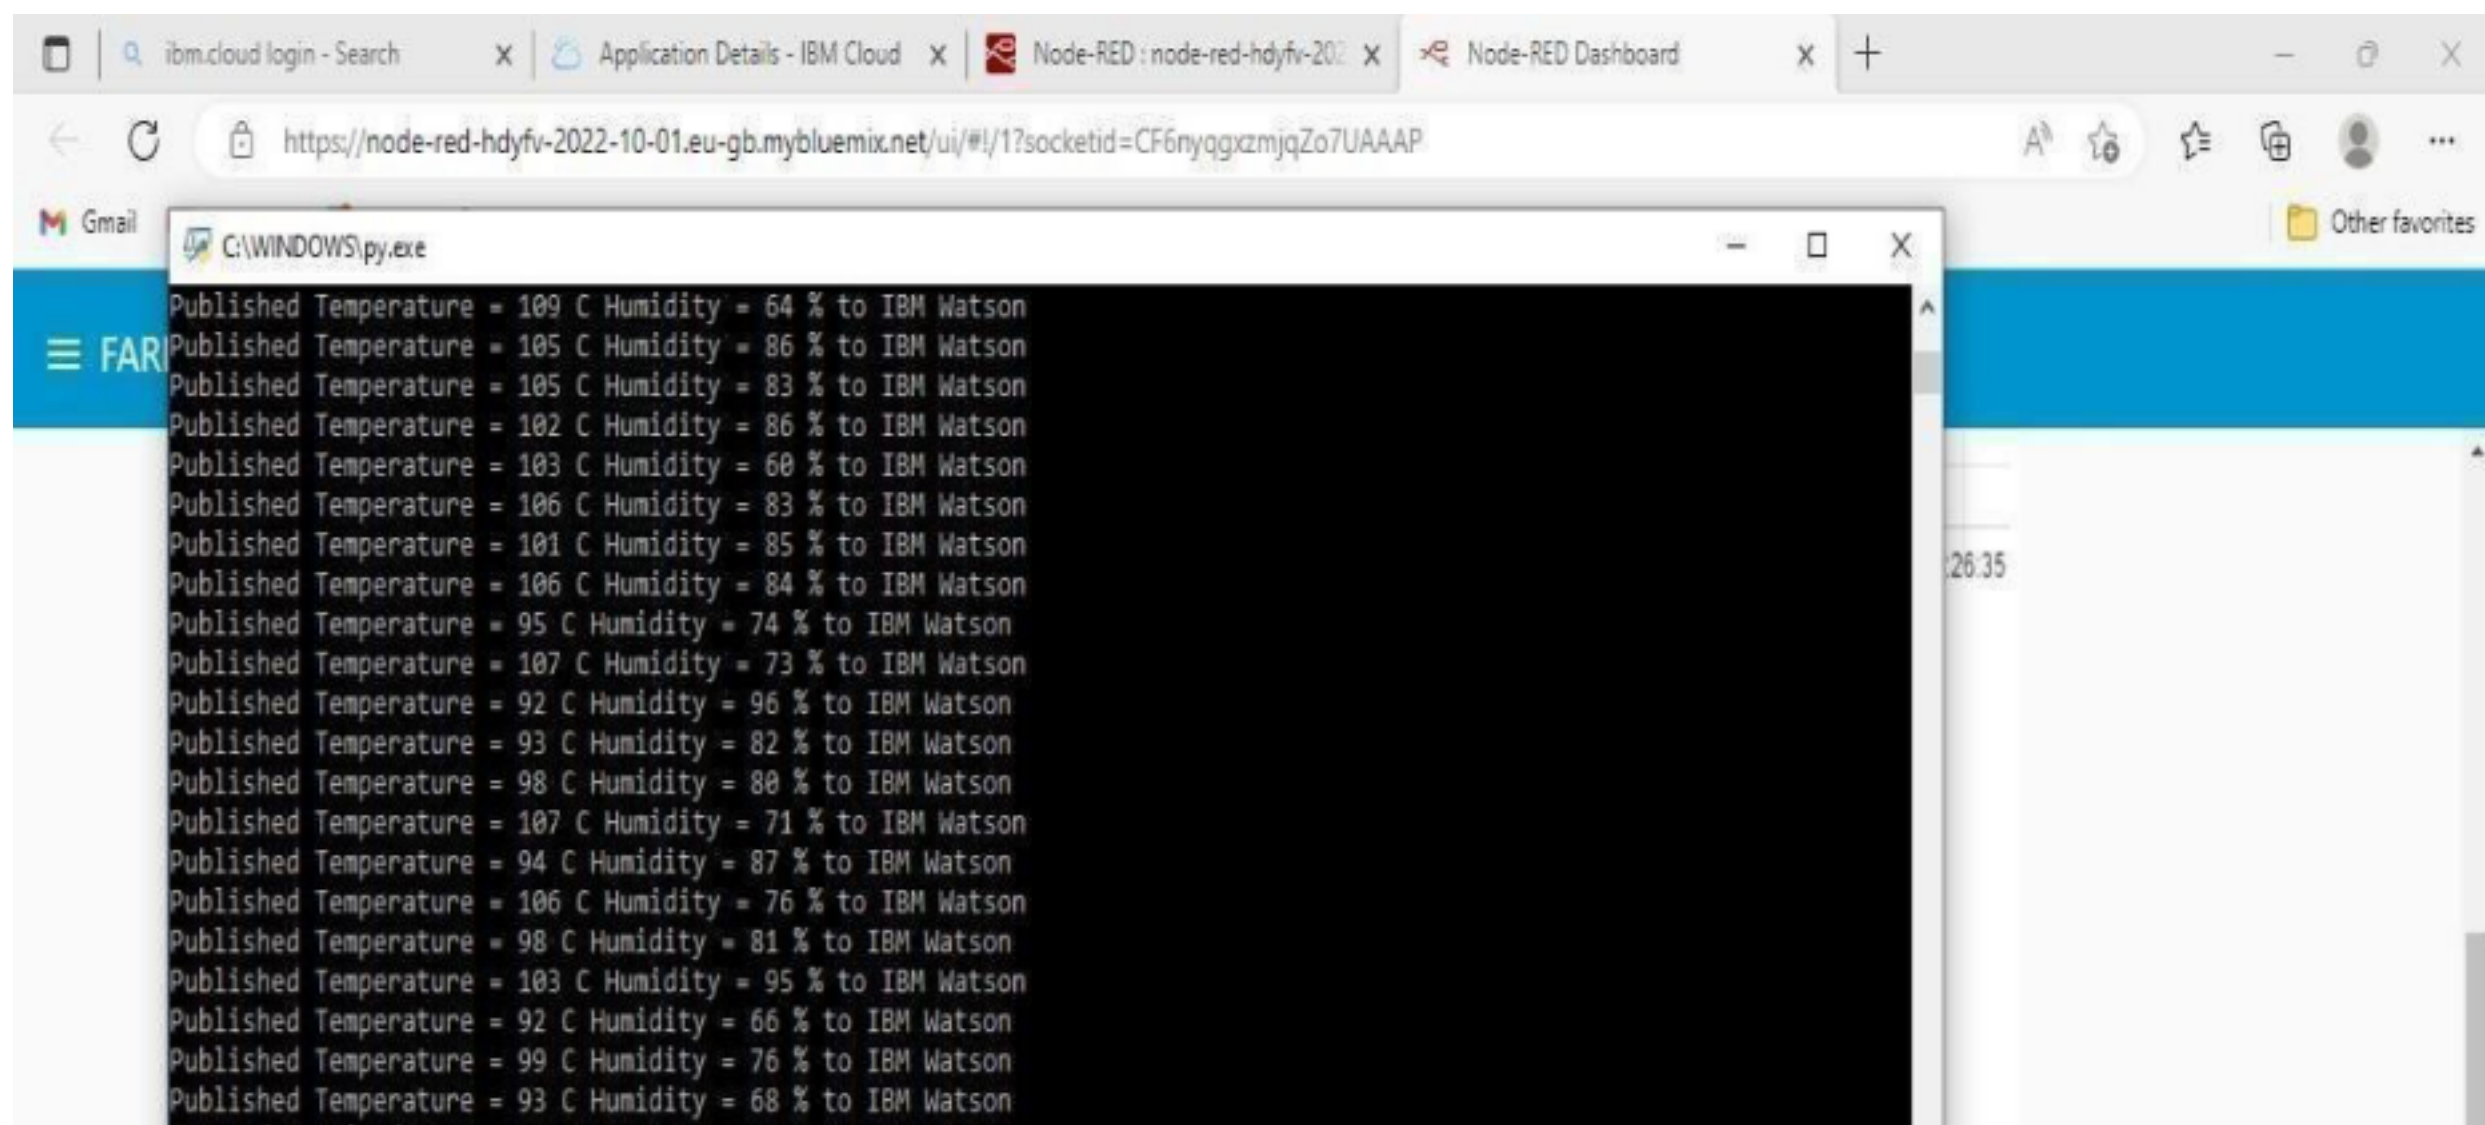 ibm.cloud login - Search
Application Details - IBM Cloud
Node-RED : node-red-hdyfv-202
Node-RED Dashboard
https://node-red-hdyfv-2022-10-01.eu-gb.mybluemix.net/ui/#!/1?socketid=CF6nyqgxzmjqZo7UAAAP
Gmail
Other favorites
C:\WINDOWS\py.exe
FAR
Published Temperature = 109 C Humidity = 64 % to IBM Watson
Published Temperature = 105 C Humidity = 86 % to IBM Watson
Published Temperature = 105 C Humidity = 83 % to IBM Watson
Published Temperature = 102 C Humidity = 86 % to IBM Watson
Published Temperature = 103 C Humidity = 60 % to IBM Watson
Published Temperature = 106 C Humidity = 83 % to IBM Watson
Published Temperature = 101 C Humidity = 85 % to IBM Watson
:26:35
Published Temperature = 106 C Humidity = 84 % to IBM Watson
Published Temperature = 95 C Humidity = 74 % to IBM Watson
Published Temperature = 107 C Humidity = 73 % to IBM Watson
Published Temperature = 92 C Humidity = 96 % to IBM Watson
Published Temperature = 93 C Humidity = 82 % to IBM Watson
Published Temperature = 98 C Humidity = 80 % to IBM Watson
Published Temperature = 107 C Humidity = 71 % to IBM Watson
Published Temperature = 94 C Humidity = 87 % to IBM Watson
Published Temperature = 106 C Humidity = 76 % to IBM Watson
Published Temperature = 98 C Humidity = 81 % to IBM Watson
Published Temperature = 103 C Humidity = 95 % to IBM Watson
Published Temperature = 92 C Humidity = 66 % to IBM Watson
Published Temperature = 99 C Humidity = 76 % to IBM Watson
Published Temperature = 93 C Humidity = 68 % to IBM Watson